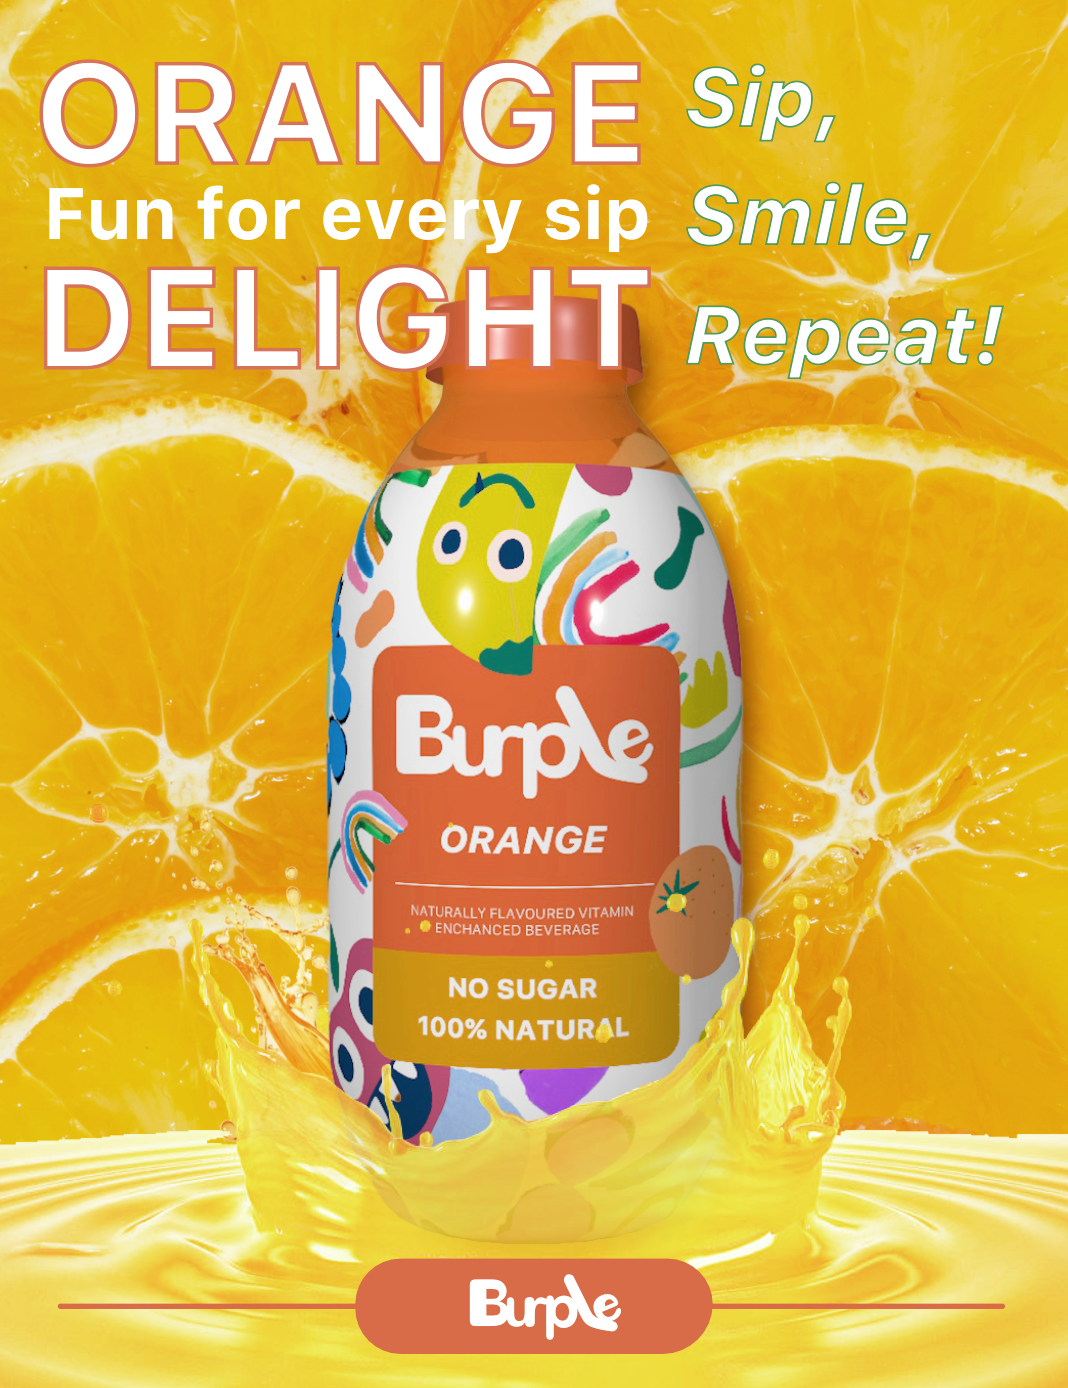 ORANGE
Fun for every sip
DELIGHT
Sip,
Smile,
Repeat!
Burple
ORANGE
NATURALLY FLAVOURED VITAMIN
ENCHANCED BEVERAGE
NO SUGAR
100% NATURAL
Burple